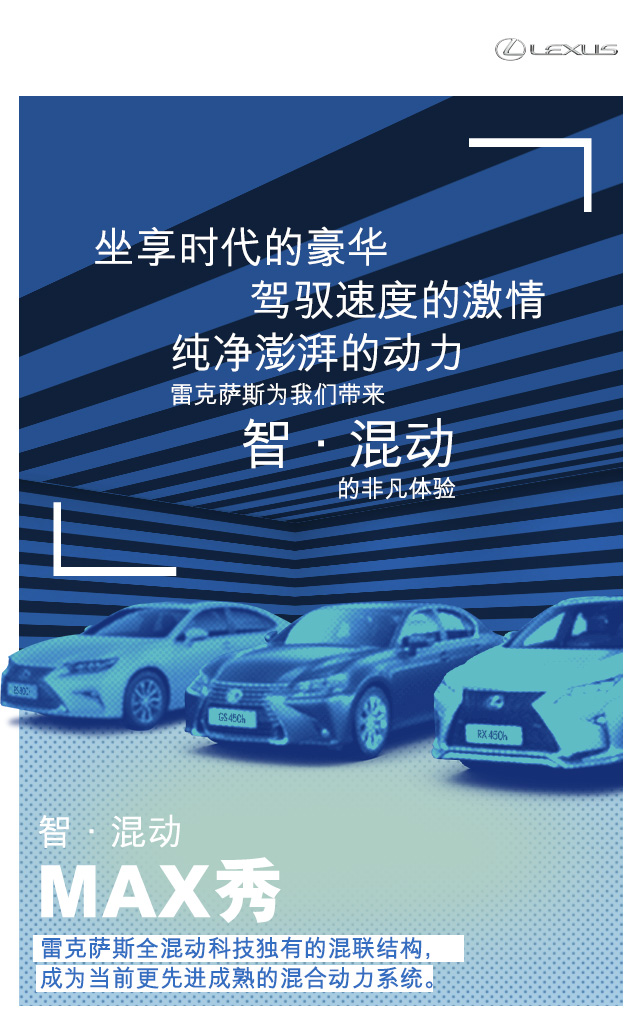 LEXUS
坐享时代的豪华
驾驭速度的激情
纯净澎湃的动力
雷克萨斯为我们带来
智·混动
的非凡体验
ES 300h
GS 450h
RX 450h
智·混动
MAX秀
雷克萨斯全混动科技独有的混联结构，
成为当前更先进成熟的混合动力系统。